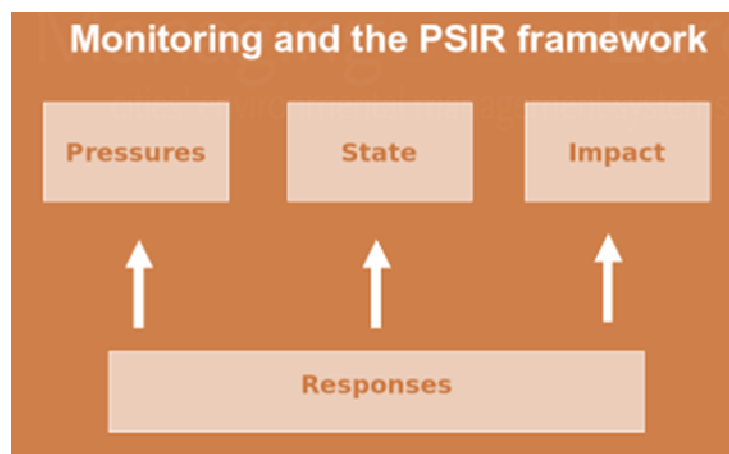 Monitoring and the PSIR framework
Pressures
State
Impact
Responses